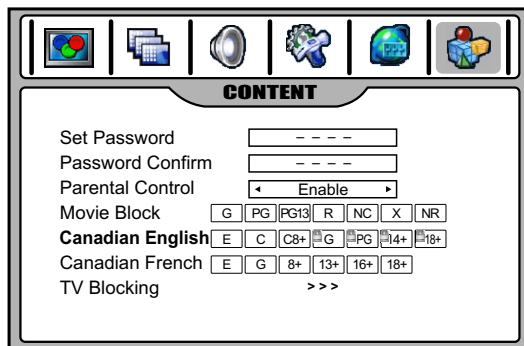 CONTENT
Set Password – – – –
Password Confirm – – – –
Parental Control ◂ Enable ▸
Movie Block G PG PG13 R NC X NR
Canadian English E C C8+ G PG 14+ 18+
Canadian French E G 8+ 13+ 16+ 18+
TV Blocking >>>